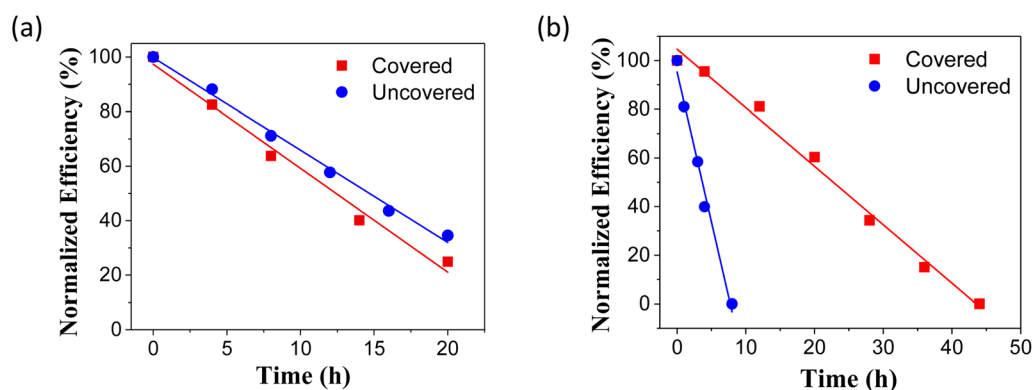 (a)
Normalized Efficiency (%)
100
80
60
40
20
0
Covered
Uncovered
0 5 10 15 20
Time (h)
(b)
Normalized Efficiency (%)
100
80
60
40
20
0
Covered
Uncovered
0 10 20 30 40 50
Time (h)